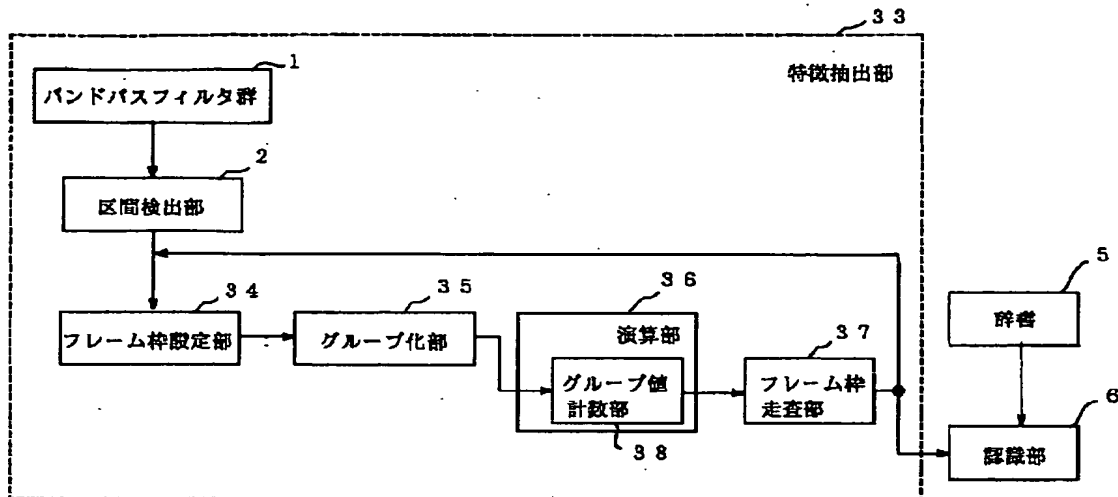 33
特徴抽出部
1
バンドパスフィルタ群
2
区間検出部
34
フレーム枠設定部
35
グループ化部
36
演算部
グループ値
計数部
38
37
フレーム枠
走査部
5
辞書
6
認識部